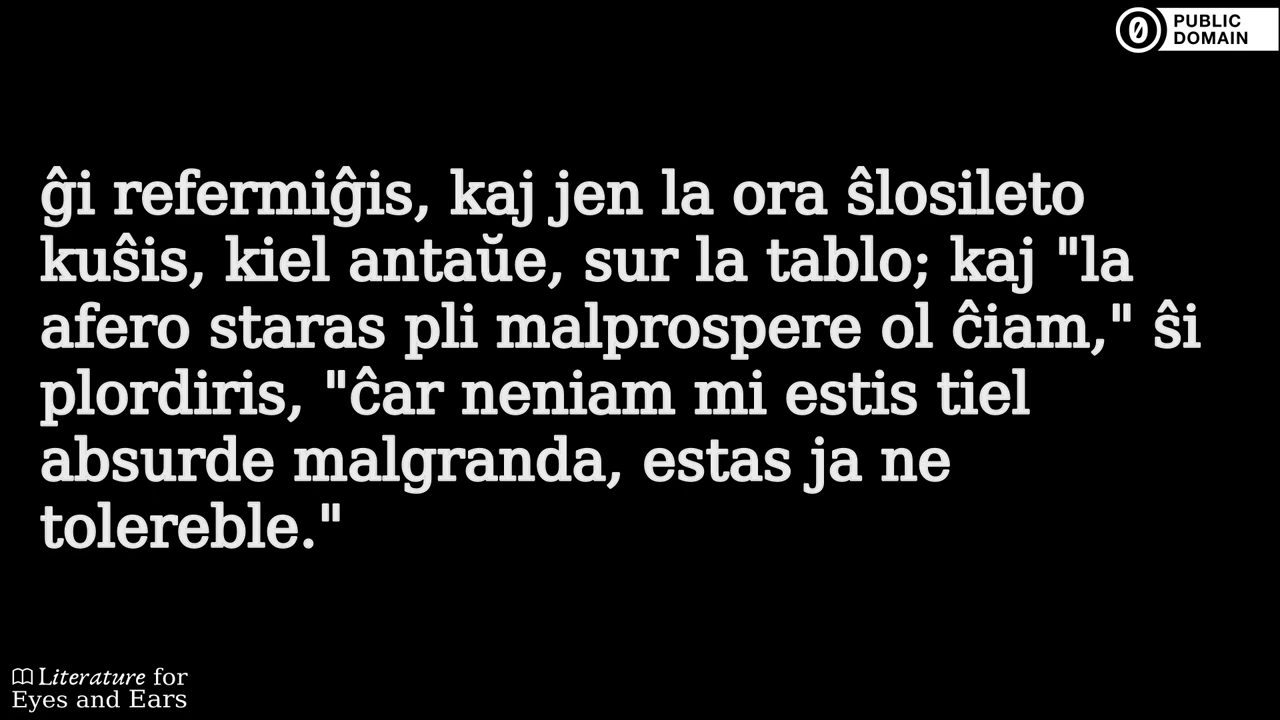 PUBLIC
DOMAIN
ĝi refermiĝis, kaj jen la ora ŝlosileto
kuŝis, kiel antaŭe, sur la tablo; kaj "la
afero staras pli malprospere ol ĉiam," ŝi
plordiris, "ĉar neniam mi estis tiel
absurde malgranda, estas ja ne
tolereble."
Literature for
Eyes and Ears